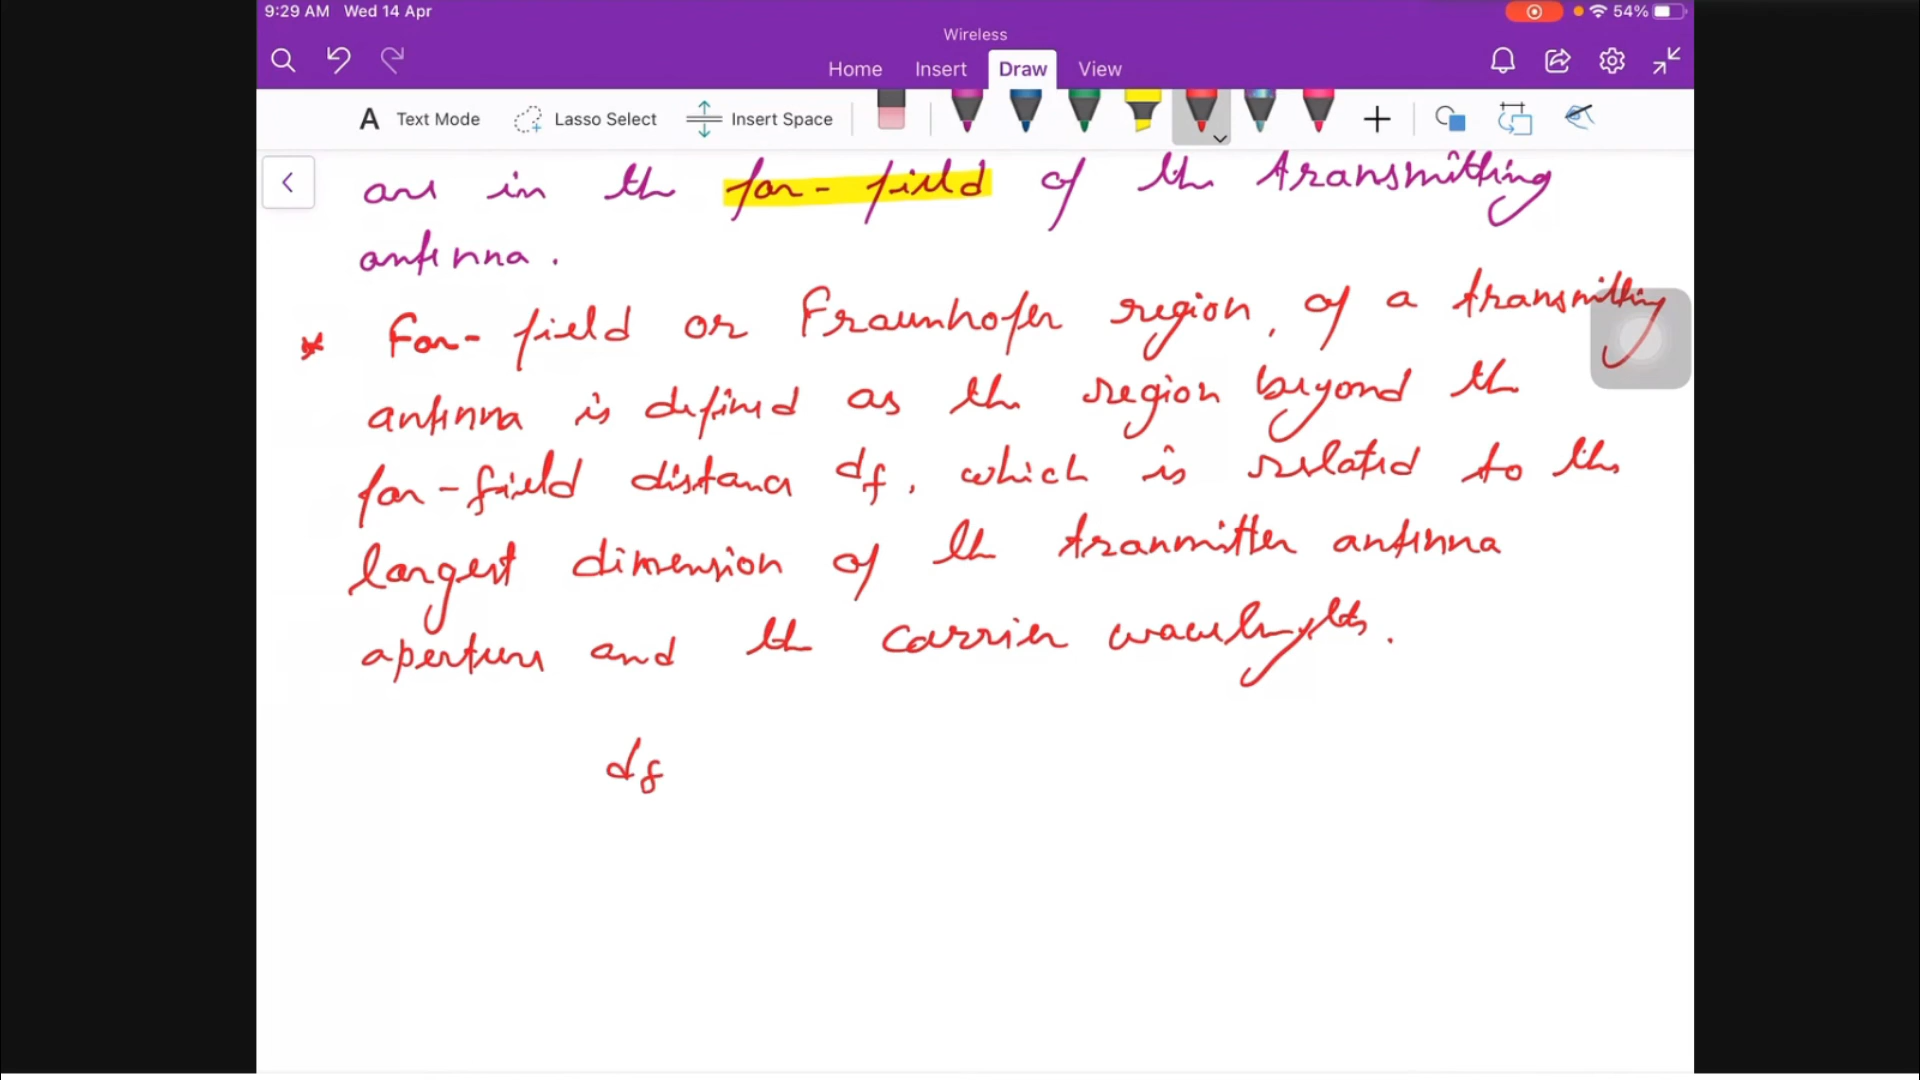 9:29 AM Wed 14 Apr 54%
Wireless
Home Insert Draw View
A Text Mode Lasso Select Insert Space
are in the far-field of the transmitting
antenna.
* Far-field or Fraunhofer region, of a transmitting
antenna is defined as the region beyond the
far-field distance df, which is related to the
largest dimension of the tranmitter antenna
aperture and the carrier wavelength.
df